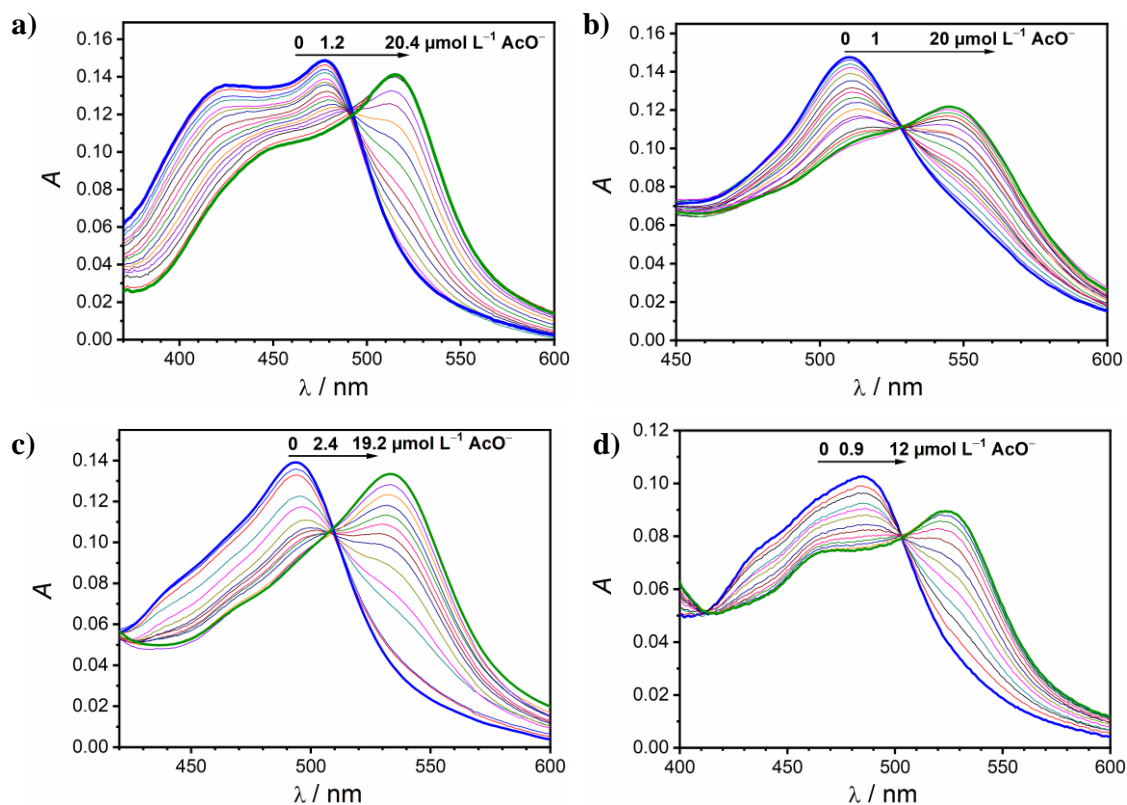 a)
0 1.2 20.4 µmol L⁻¹ AcO⁻
0.16
0.14
0.12
0.10
0.08
0.06
0.04
0.02
0.00
A
400 450 500 550 600
λ / nm
b)
0 1 20 µmol L⁻¹ AcO⁻
0.16
0.14
0.12
0.10
0.08
0.06
0.04
0.02
0.00
A
450 500 550 600
λ / nm
c)
0 2.4 19.2 µmol L⁻¹ AcO⁻
0.14
0.12
0.10
0.08
0.06
0.04
0.02
0.00
A
450 500 550 600
λ / nm
d)
0 0.9 12 µmol L⁻¹ AcO⁻
0.12
0.10
0.08
0.06
0.04
0.02
0.00
A
400 450 500 550 600
λ / nm